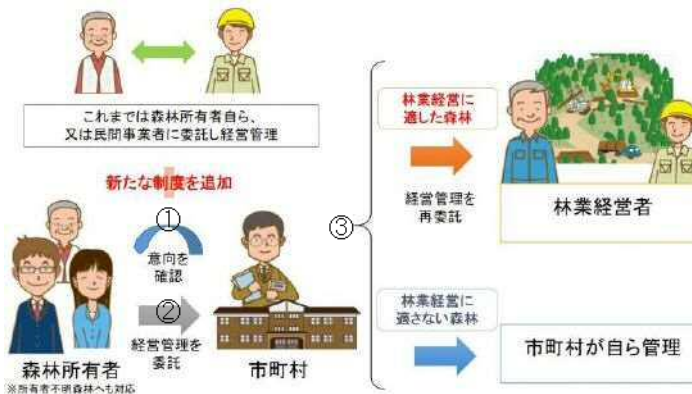 これまでは森林所有者自ら、
又は民間事業者に委託し経営管理
新たな制度を追加
①
意向を
確認
②
経営管理を
委託
森林所有者
※所有者不明森林へも対応
市町村
③
林業経営に
適した森林
経営管理を
再委託
林業経営者
林業経営に
適さない森林
市町村が自ら管理